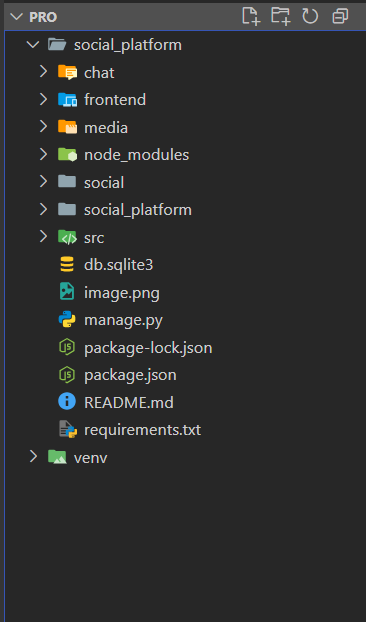 PRO
social_platform
chat
frontend
media
node_modules
social
social_platform
src
db.sqlite3
image.png
manage.py
package-lock.json
package.json
README.md
requirements.txt
venv